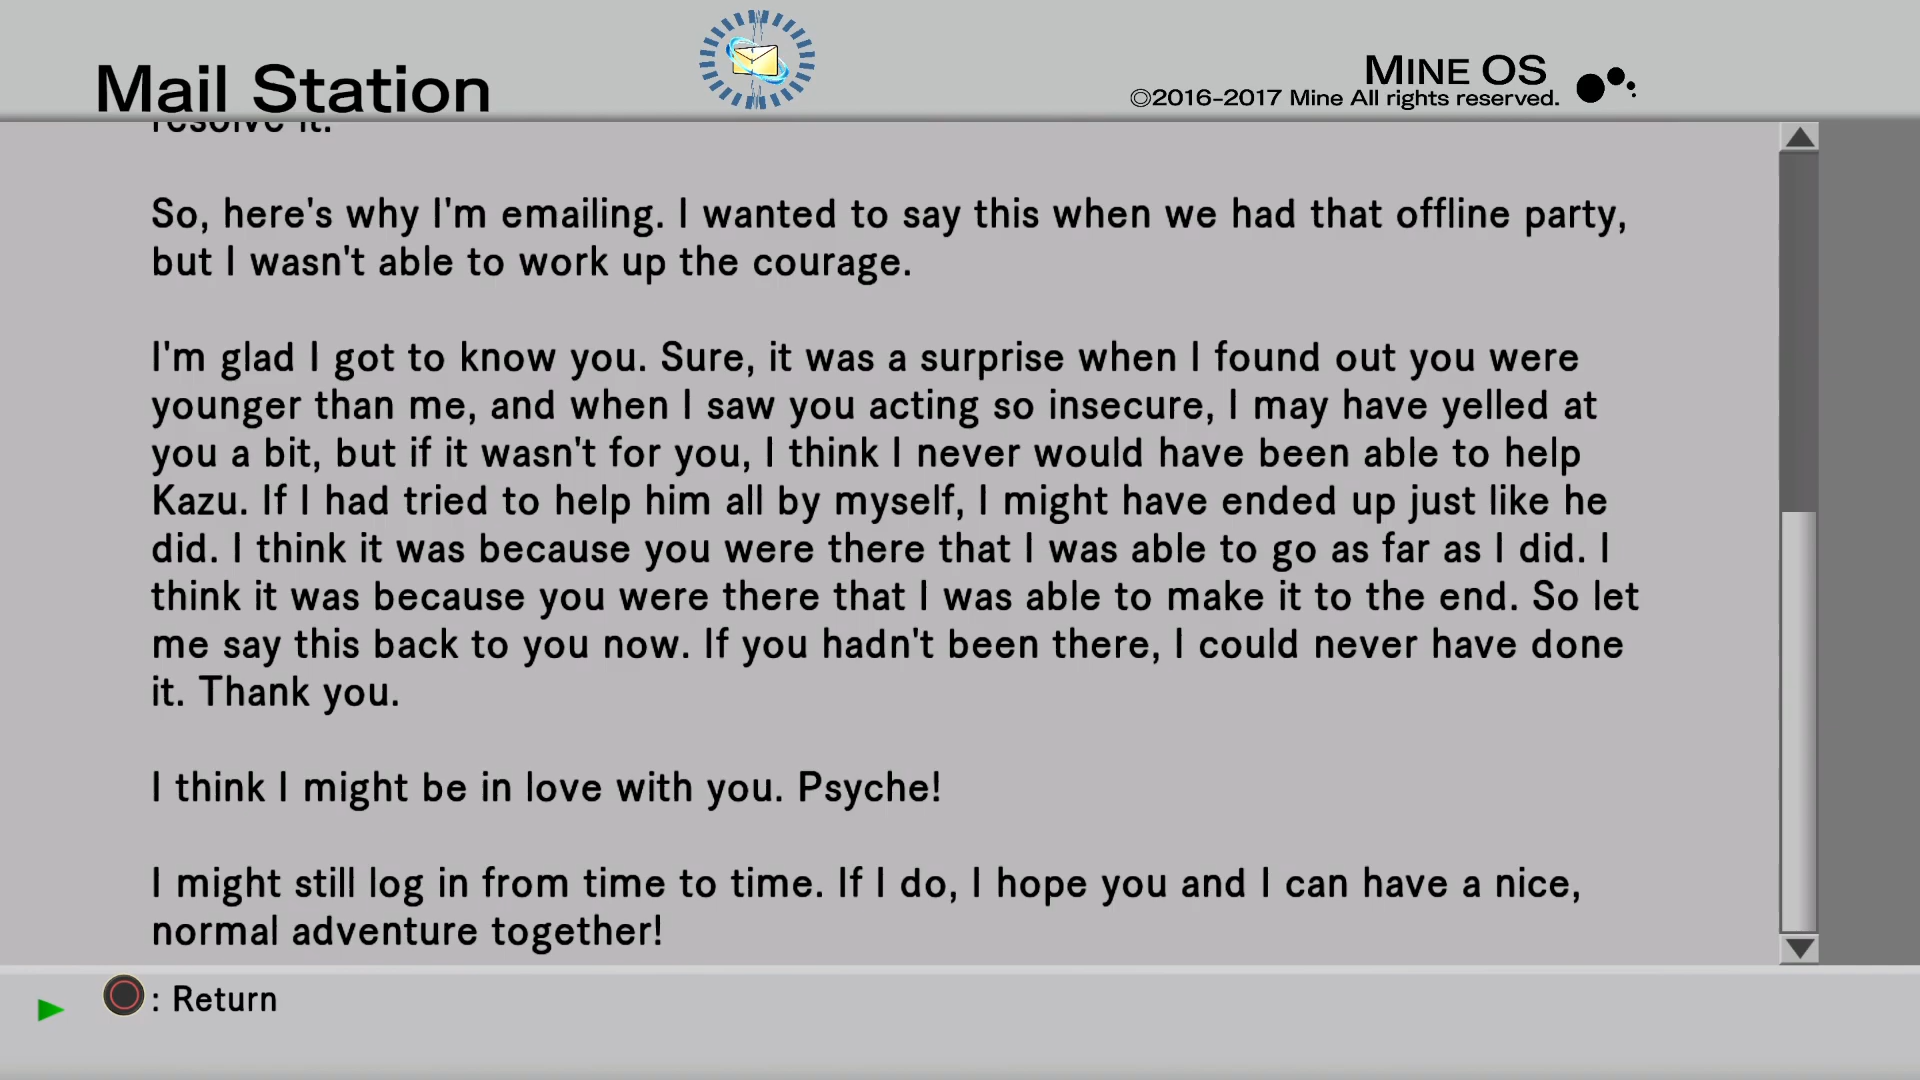 Mail Station
MINE OS
©2016-2017 Mine All rights reserved.
resolve it.
So, here's why I'm emailing. I wanted to say this when we had that offline party,
but I wasn't able to work up the courage.
I'm glad I got to know you. Sure, it was a surprise when I found out you were
younger than me, and when I saw you acting so insecure, I may have yelled at
you a bit, but if it wasn't for you, I think I never would have been able to help
Kazu. If I had tried to help him all by myself, I might have ended up just like he
did. I think it was because you were there that I was able to go as far as I did. I
think it was because you were there that I was able to make it to the end. So let
me say this back to you now. If you hadn't been there, I could never have done
it. Thank you.
I think I might be in love with you. Psyche!
I might still log in from time to time. If I do, I hope you and I can have a nice,
normal adventure together!
: Return